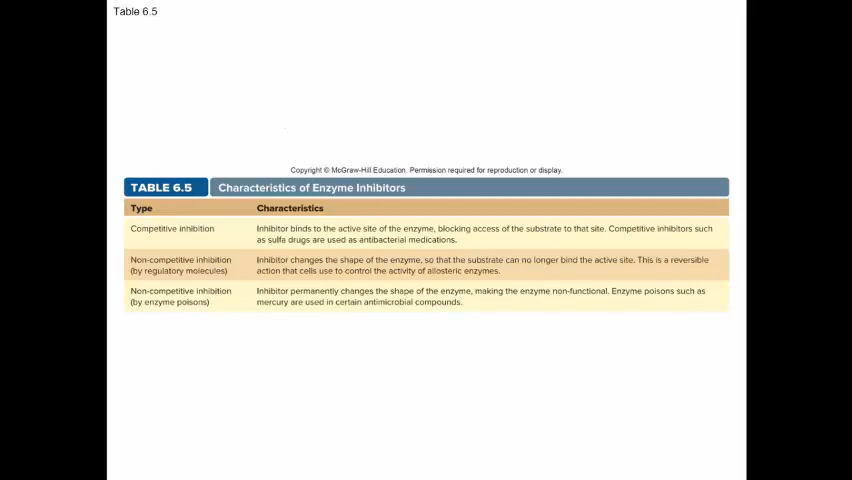 Table 6.5
Copyright © McGraw-Hill Education. Permission required for reproduction or display.
TABLE 6.5 Characteristics of Enzyme Inhibitors
Type Characteristics
Competitive inhibition Inhibitor binds to the active site of the enzyme, blocking access of the substrate to that site. Competitive inhibitors such
as sulfa drugs are used as antibacterial medications.
Non-competitive inhibition Inhibitor changes the shape of the enzyme, so that the substrate can no longer bind the active site. This is a reversible
(by regulatory molecules) action that cells use to control the activity of allosteric enzymes.
Non-competitive inhibition Inhibitor permanently changes the shape of the enzyme, making the enzyme non-functional. Enzyme poisons such as
(by enzyme poisons) mercury are used in certain antimicrobial compounds.